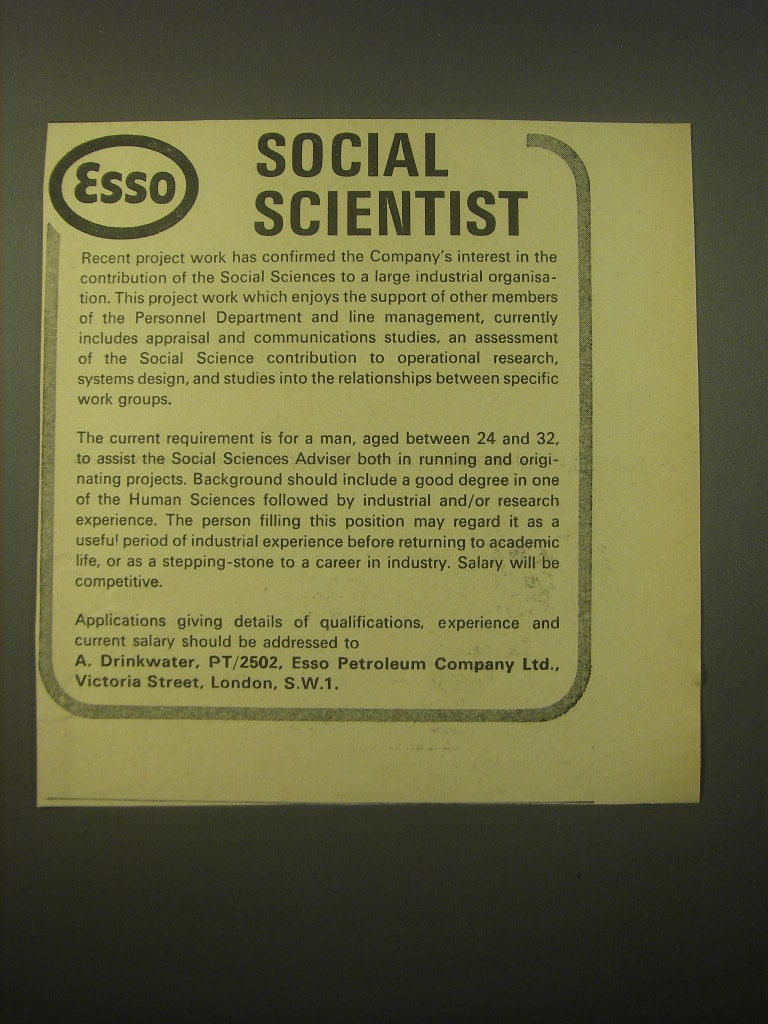 Esso
SOCIAL
SCIENTIST
Recent project work has confirmed the Company's interest in the
contribution of the Social Sciences to a large industrial organisa-
tion. This project work which enjoys the support of other members
of the Personnel Department and line management, currently
includes appraisal and communications studies, an assessment
of the Social Science contribution to operational research,
systems design, and studies into the relationships between specific
work groups.
The current requirement is for a man, aged between 24 and 32,
to assist the Social Sciences Adviser both in running and origi-
nating projects. Background should include a good degree in one
of the Human Sciences followed by industrial and/or research
experience. The person filling this position may regard it as a
useful period of industrial experience before returning to academic
life, or as a stepping-stone to a career in industry. Salary will be
competitive.
Applications giving details of qualifications, experience and
current salary should be addressed to
A. Drinkwater, PT/2502, Esso Petroleum Company Ltd.,
Victoria Street, London, S.W.1.